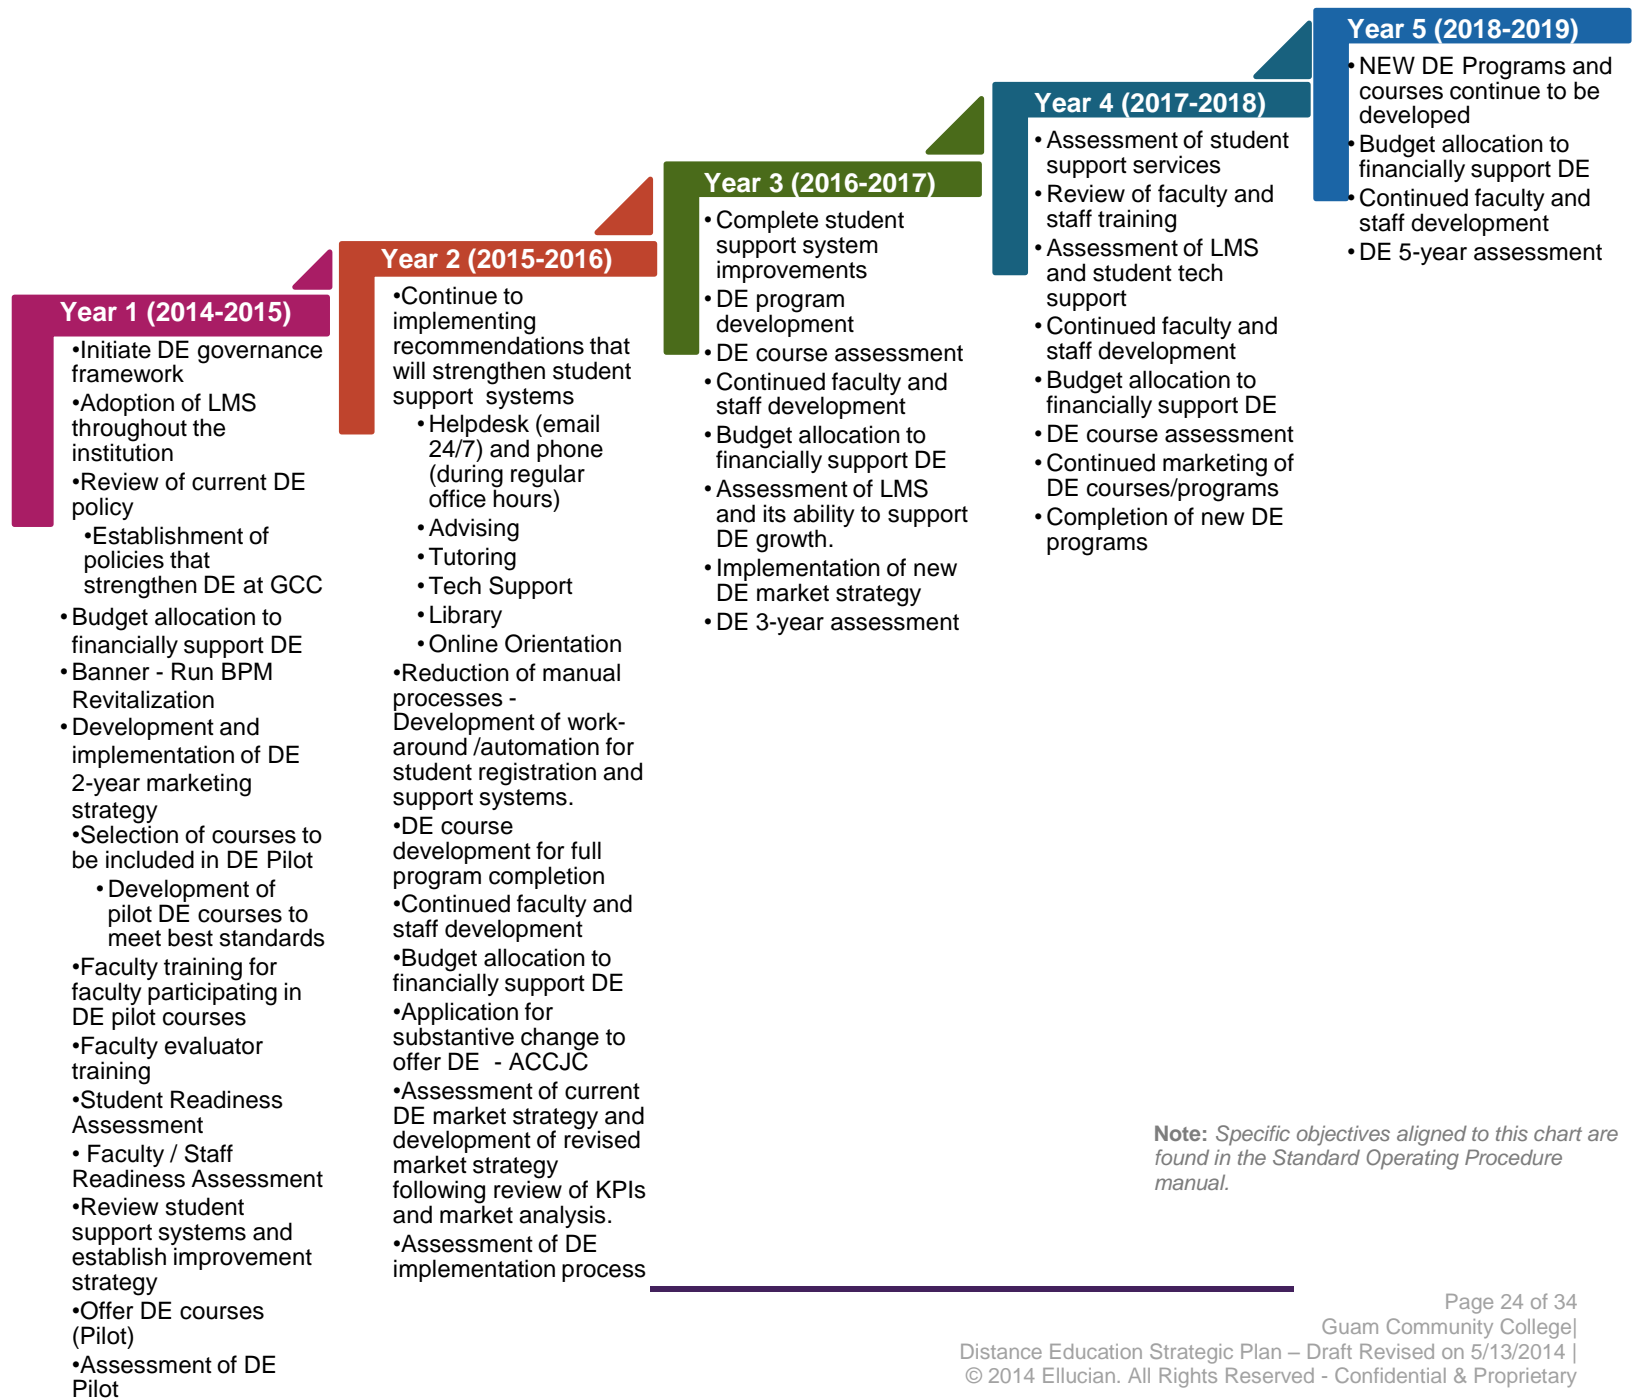 Year 1 (2014-2015)
•Initiate DE governance
framework
•Adoption of LMS
throughout the
institution
•Review of current DE
policy
•Establishment of
policies that
strengthen DE at GCC
• Budget allocation to
financially support DE
• Banner - Run BPM
Revitalization
• Development and
implementation of DE
2-year marketing
strategy
•Selection of courses to
be included in DE Pilot
• Development of
pilot DE courses to
meet best standards
•Faculty training for
faculty participating in
DE pilot courses
•Faculty evaluator
training
•Student Readiness
Assessment
• Faculty / Staff
Readiness Assessment
•Review student
support systems and
establish improvement
strategy
•Offer DE courses
(Pilot)
•Assessment of DE
Pilot
Year 2 (2015-2016)
•Continue to
implementing
recommendations that
will strengthen student
support systems
• Helpdesk (email
24/7) and phone
(during regular
office hours)
• Advising
• Tutoring
• Tech Support
• Library
• Online Orientation
•Reduction of manual
processes -
Development of work-
around /automation for
student registration and
support systems.
•DE course
development for full
program completion
•Continued faculty and
staff development
•Budget allocation to
financially support DE
•Application for
substantive change to
offer DE - ACCJC
•Assessment of current
DE market strategy and
development of revised
market strategy
following review of KPIs
and market analysis.
•Assessment of DE
implementation process
Year 3 (2016-2017)
• Complete student
support system
improvements
• DE program
development
• DE course assessment
• Continued faculty and
staff development
• Budget allocation to
financially support DE
• Assessment of LMS
and its ability to support
DE growth.
• Implementation of new
DE market strategy
• DE 3-year assessment
Year 4 (2017-2018)
• Assessment of student
support services
• Review of faculty and
staff training
• Assessment of LMS
and student tech
support
• Continued faculty and
staff development
• Budget allocation to
financially support DE
• DE course assessment
• Continued marketing of
DE courses/programs
• Completion of new DE
programs
Year 5 (2018-2019)
• NEW DE Programs and
courses continue to be
developed
• Budget allocation to
financially support DE
• Continued faculty and
staff development
• DE 5-year assessment
Note: Specific objectives aligned to this chart are
found in the Standard Operating Procedure
manual.
Page 24 of 34
Guam Community College|
Distance Education Strategic Plan – Draft Revised on 5/13/2014 |
© 2014 Ellucian. All Rights Reserved - Confidential & Proprietary